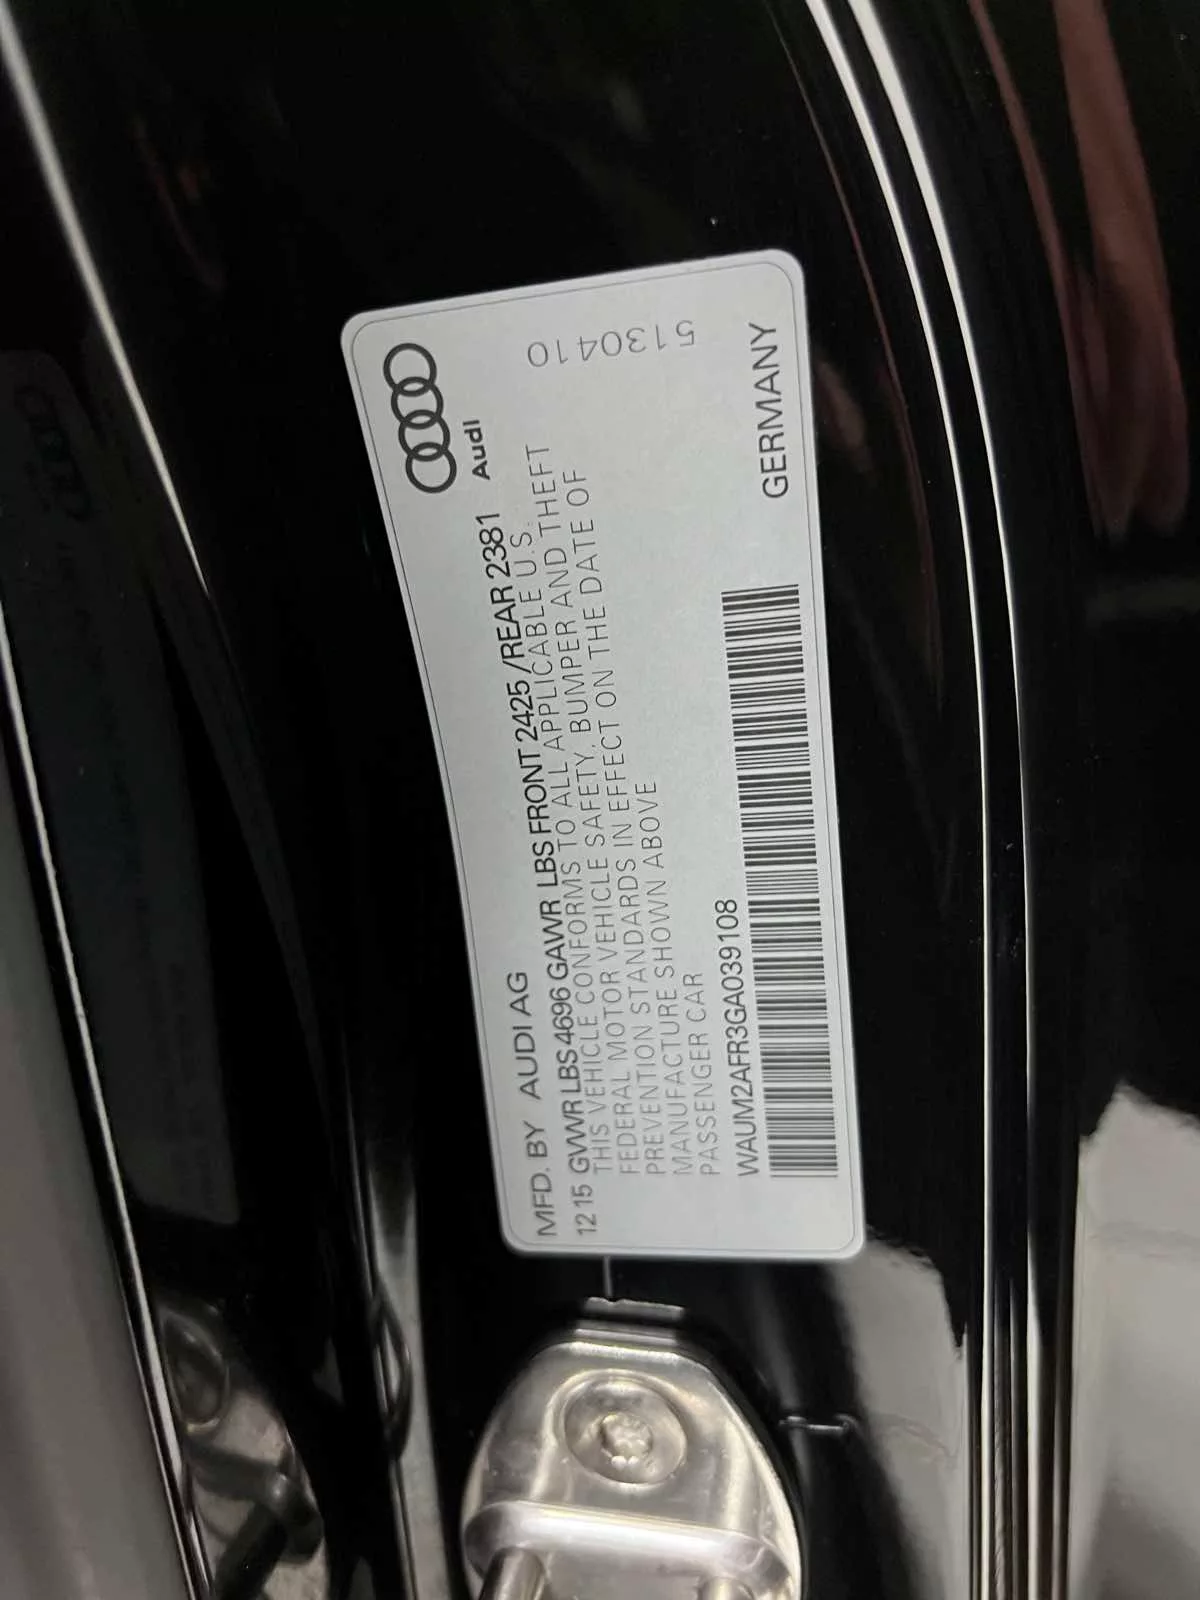 Audi
MFD. BY AUDI AG
12 15 GVWR LBS 4696 GAWR LBS FRONT 2425 /REAR 2381
THIS VEHICLE CONFORMS TO ALL APPLICABLE U.S.
FEDERAL MOTOR VEHICLE SAFETY, BUMPER AND THEFT
PREVENTION STANDARDS IN EFFECT ON THE DATE OF
MANUFACTURE SHOWN ABOVE
PASSENGER CAR
WAUM2AFR3GA039108
GERMANY
5130410